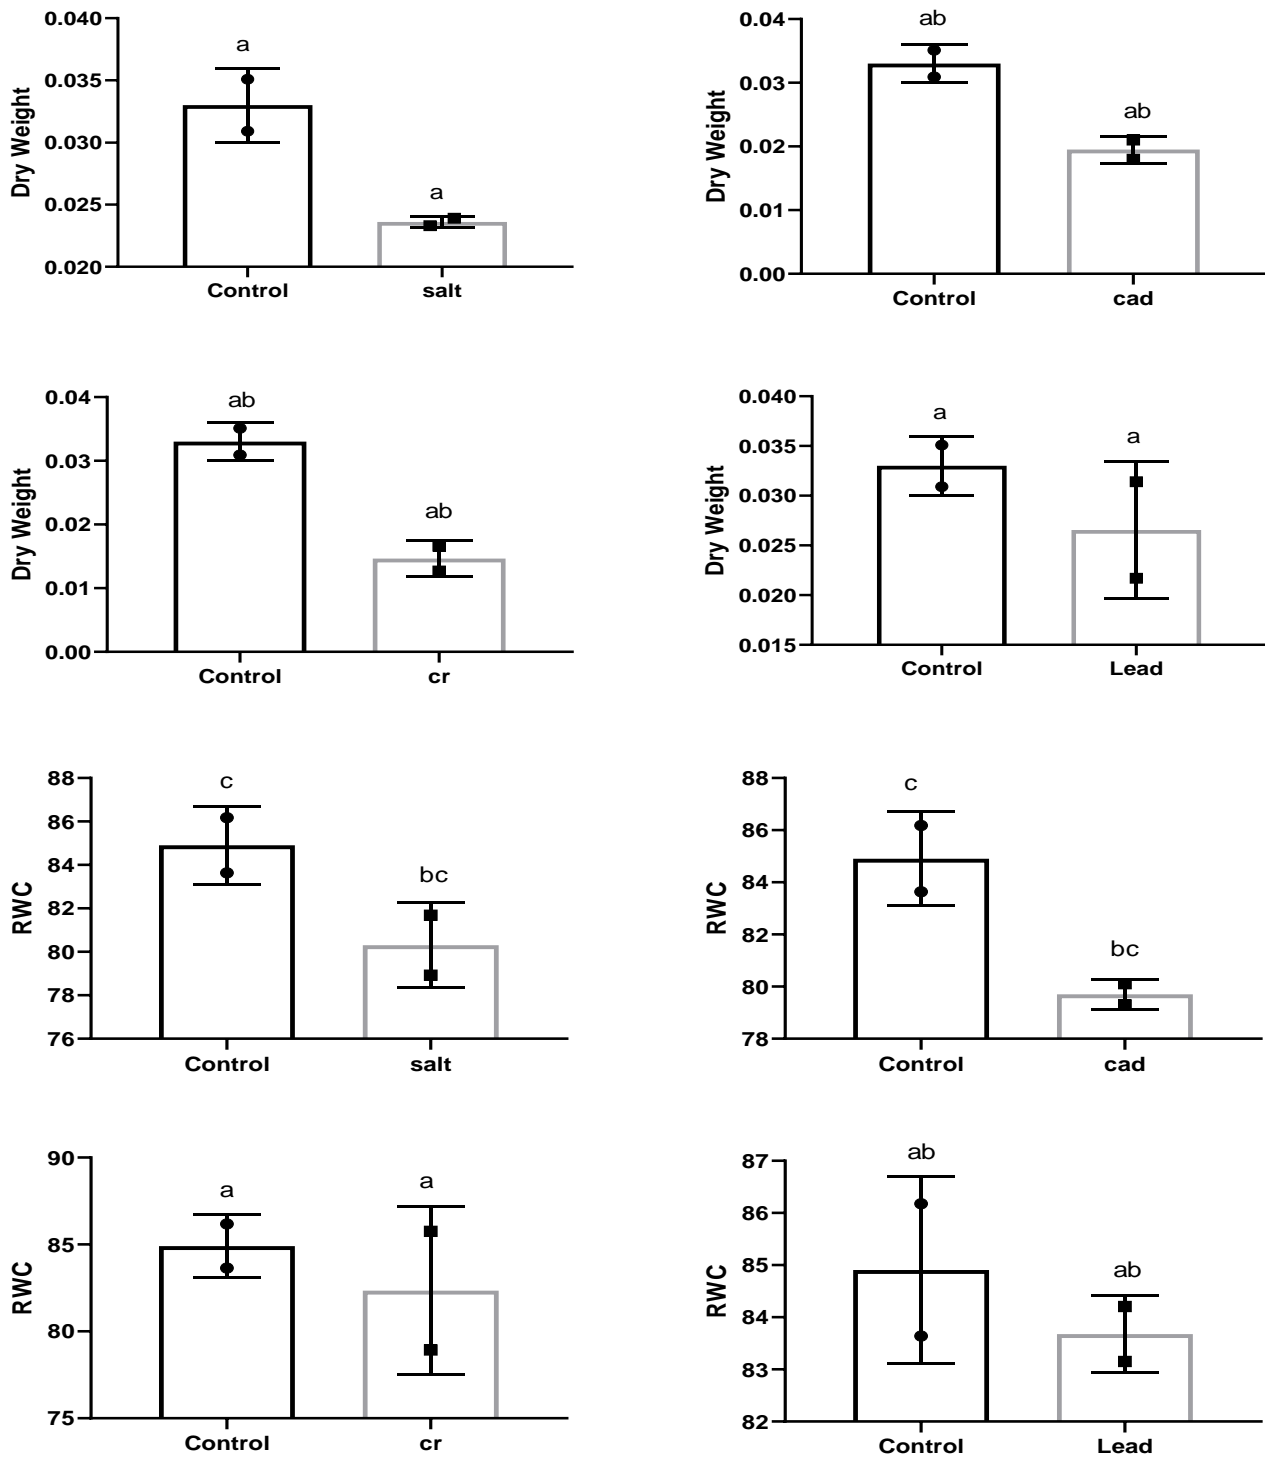 0.040
0.035
0.030
0.025
0.020
Dry Weight
a
a
Control
salt
0.04
0.03
0.02
0.01
0.00
Dry Weight
ab
ab
Control
cad
0.04
0.03
0.02
0.01
0.00
Dry Weight
ab
ab
Control
cr
0.040
0.035
0.030
0.025
0.020
0.015
Dry Weight
a
a
Control
Lead
88
86
84
82
80
78
76
RWC
c
bc
Control
salt
88
86
84
82
80
78
RWC
c
bc
Control
cad
90
85
80
75
RWC
a
a
Control
cr
87
86
85
84
83
82
RWC
ab
ab
Control
Lead